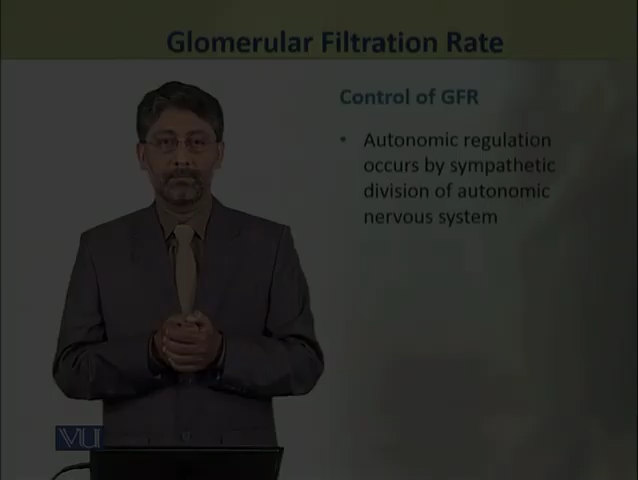 Glomerular Filtration Rate
Control of GFR
• Autonomic regulation
occurs by sympathetic
division of autonomic
nervous system
VU